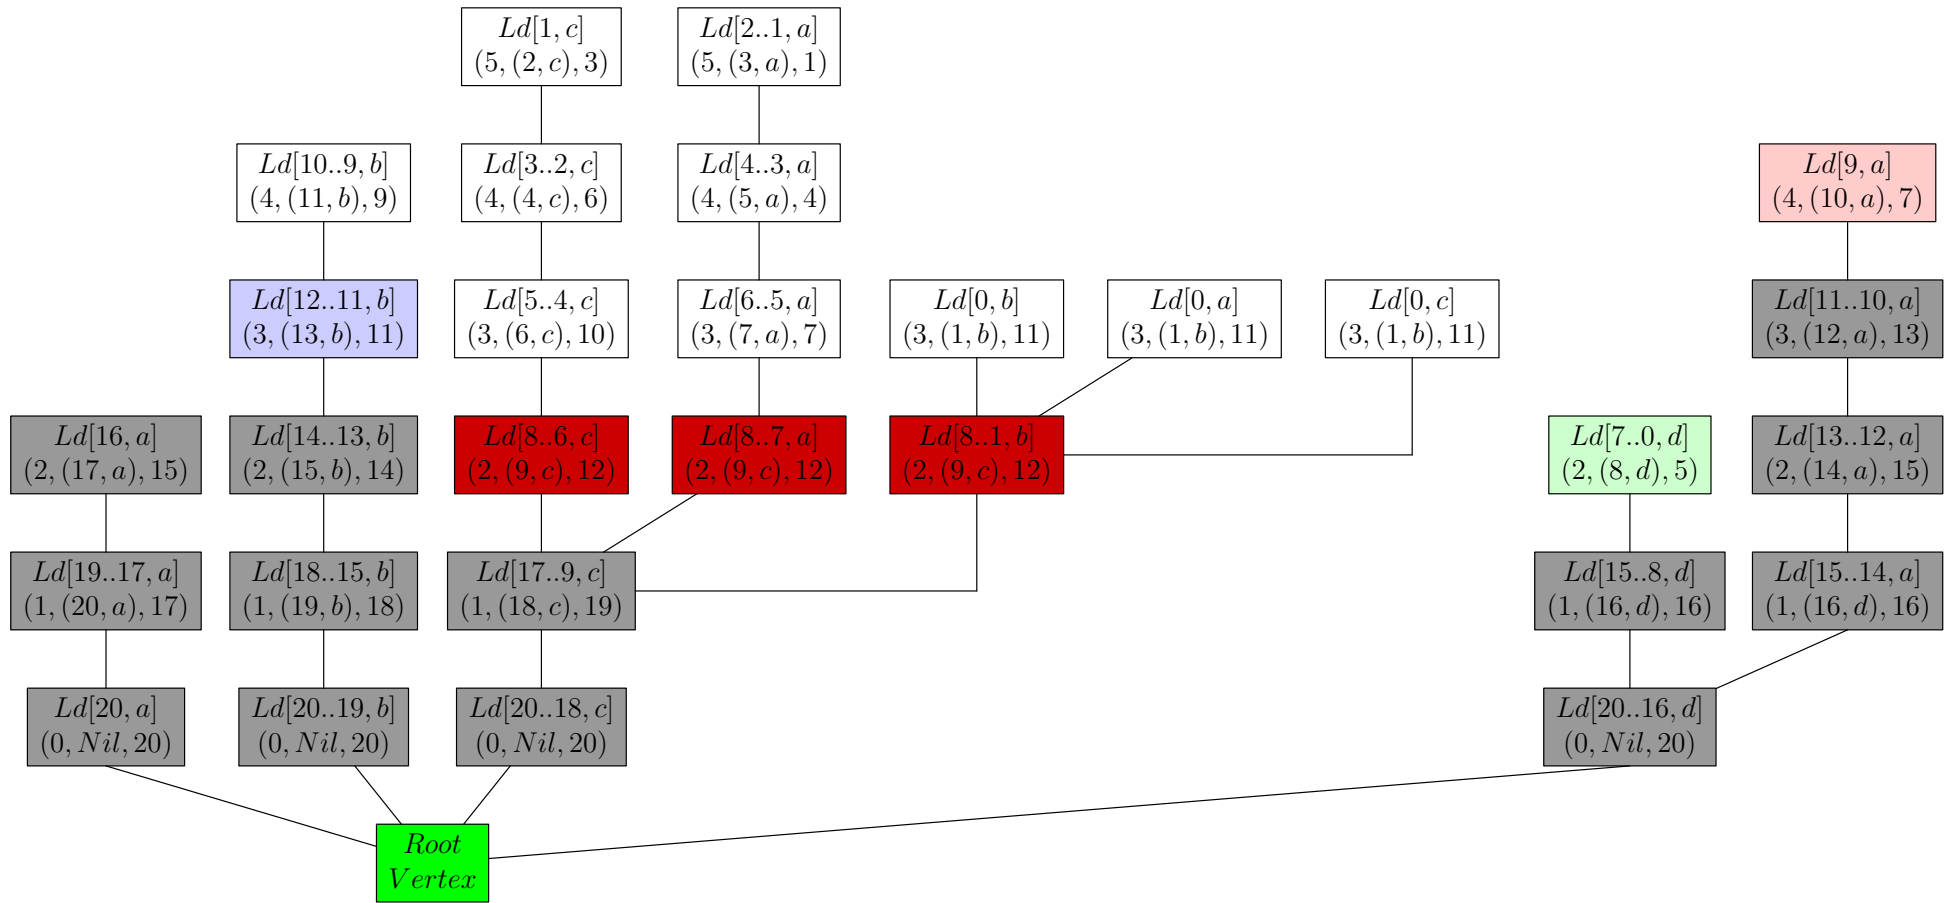 Ld[1, c]
(5, (2, c), 3)
Ld[2..1, a]
(5, (3, a), 1)
Ld[10..9, b]
(4, (11, b), 9)
Ld[3..2, c]
(4, (4, c), 6)
Ld[4..3, a]
(4, (5, a), 4)
Ld[9, a]
(4, (10, a), 7)
Ld[12..11, b]
(3, (13, b), 11)
Ld[5..4, c]
(3, (6, c), 10)
Ld[6..5, a]
(3, (7, a), 7)
Ld[0, b]
(3, (1, b), 11)
Ld[0, a]
(3, (1, b), 11)
Ld[0, c]
(3, (1, b), 11)
Ld[11..10, a]
(3, (12, a), 13)
Ld[16, a]
(2, (17, a), 15)
Ld[14..13, b]
(2, (15, b), 14)
Ld[8..6, c]
(2, (9, c), 12)
Ld[8..7, a]
(2, (9, c), 12)
Ld[8..1, b]
(2, (9, c), 12)
Ld[7..0, d]
(2, (8, d), 5)
Ld[13..12, a]
(2, (14, a), 15)
Ld[19..17, a]
(1, (20, a), 17)
Ld[18..15, b]
(1, (19, b), 18)
Ld[17..9, c]
(1, (18, c), 19)
Ld[15..8, d]
(1, (16, d), 16)
Ld[15..14, a]
(1, (16, d), 16)
Ld[20, a]
(0, Nil, 20)
Ld[20..19, b]
(0, Nil, 20)
Ld[20..18, c]
(0, Nil, 20)
Ld[20..16, d]
(0, Nil, 20)
Root
Vertex